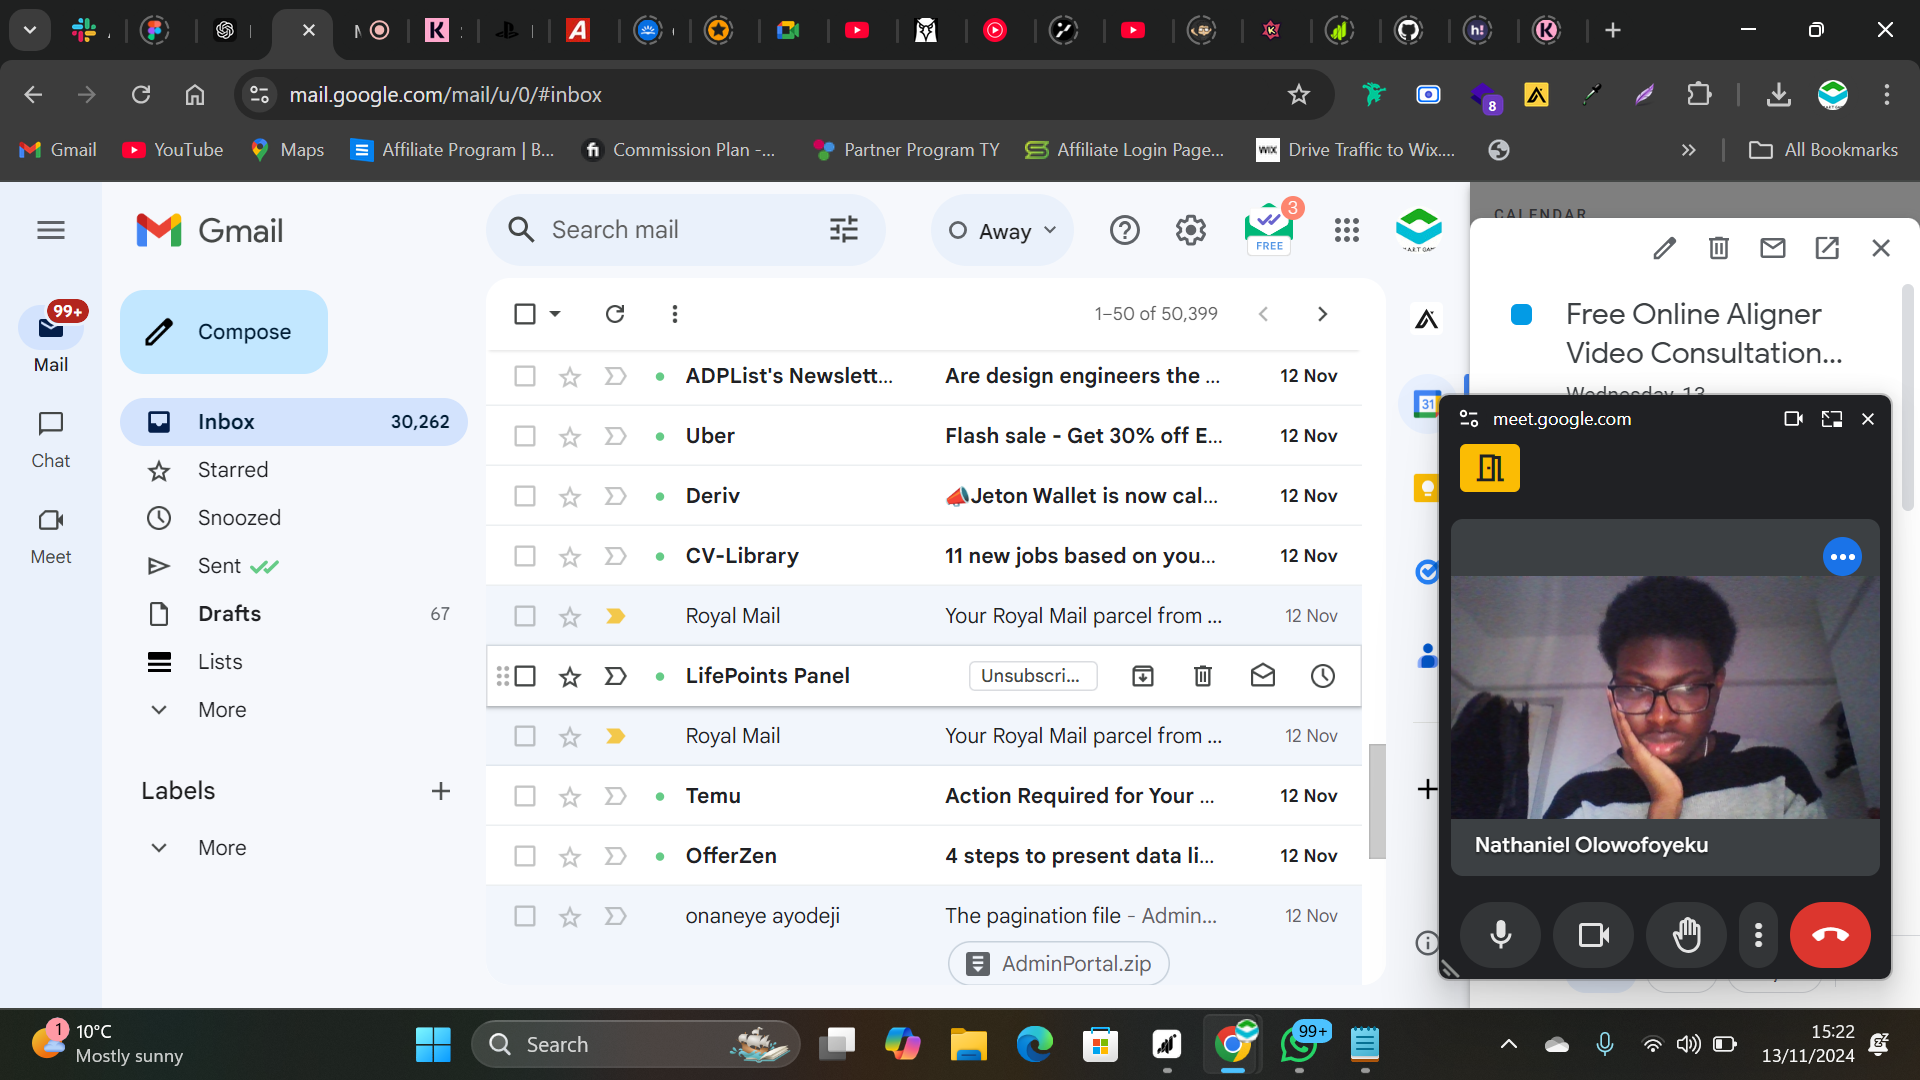 mail.google.com/mail/u/0/#inbox
8
Gmail
YouTube
Maps
Affiliate Program | B...
Commission Plan -...
Partner Program TY
Affiliate Login Page...
WIX
Drive Traffic to Wix....
All Bookmarks
Gmail
Search mail
Away
3
FREE
CALENDAR
99+
Mail
Chat
Meet
Compose
Inbox 30,262
Starred
Snoozed
Sent
Drafts 67
Lists
More
Labels
More
1–50 of 50,399
ADPList's Newslett... Are design engineers the ... 12 Nov
Uber Flash sale - Get 30% off E... 12 Nov
Deriv 📣Jeton Wallet is now cal... 12 Nov
CV-Library 11 new jobs based on you... 12 Nov
Royal Mail Your Royal Mail parcel from ... 12 Nov
LifePoints Panel Unsubscri...
Royal Mail Your Royal Mail parcel from ... 12 Nov
Temu Action Required for Your ... 12 Nov
OfferZen 4 steps to present data li... 12 Nov
onaneye ayodeji The pagination file - Admin... 12 Nov
AdminPortal.zip
31
Free Online Aligner
Video Consultation...
Wednesday, 13
meet.google.com
Nathaniel Olowofoyeku
1
10°C
Mostly sunny
Search
99+
15:22
13/11/2024